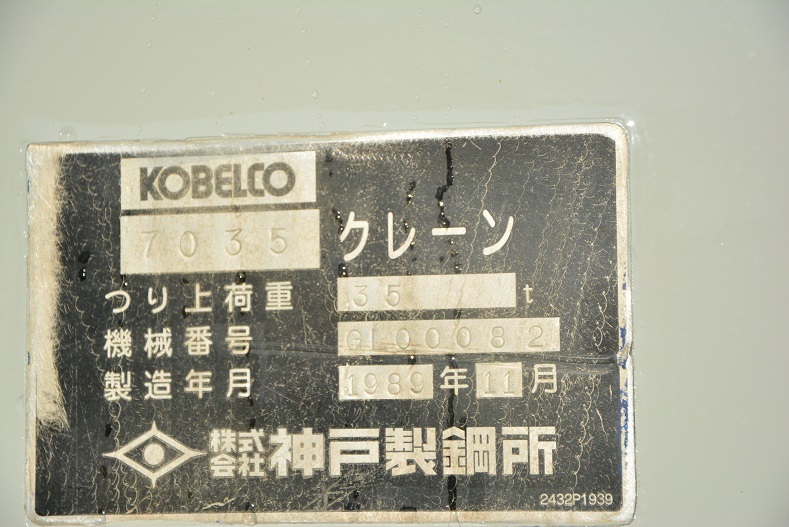 KOBELCO
7035 クレーン
つり上荷重 35 t
機械番号 GL00082
製造年月 1989年11月
株式会社 神戸製鋼所
2432P1939